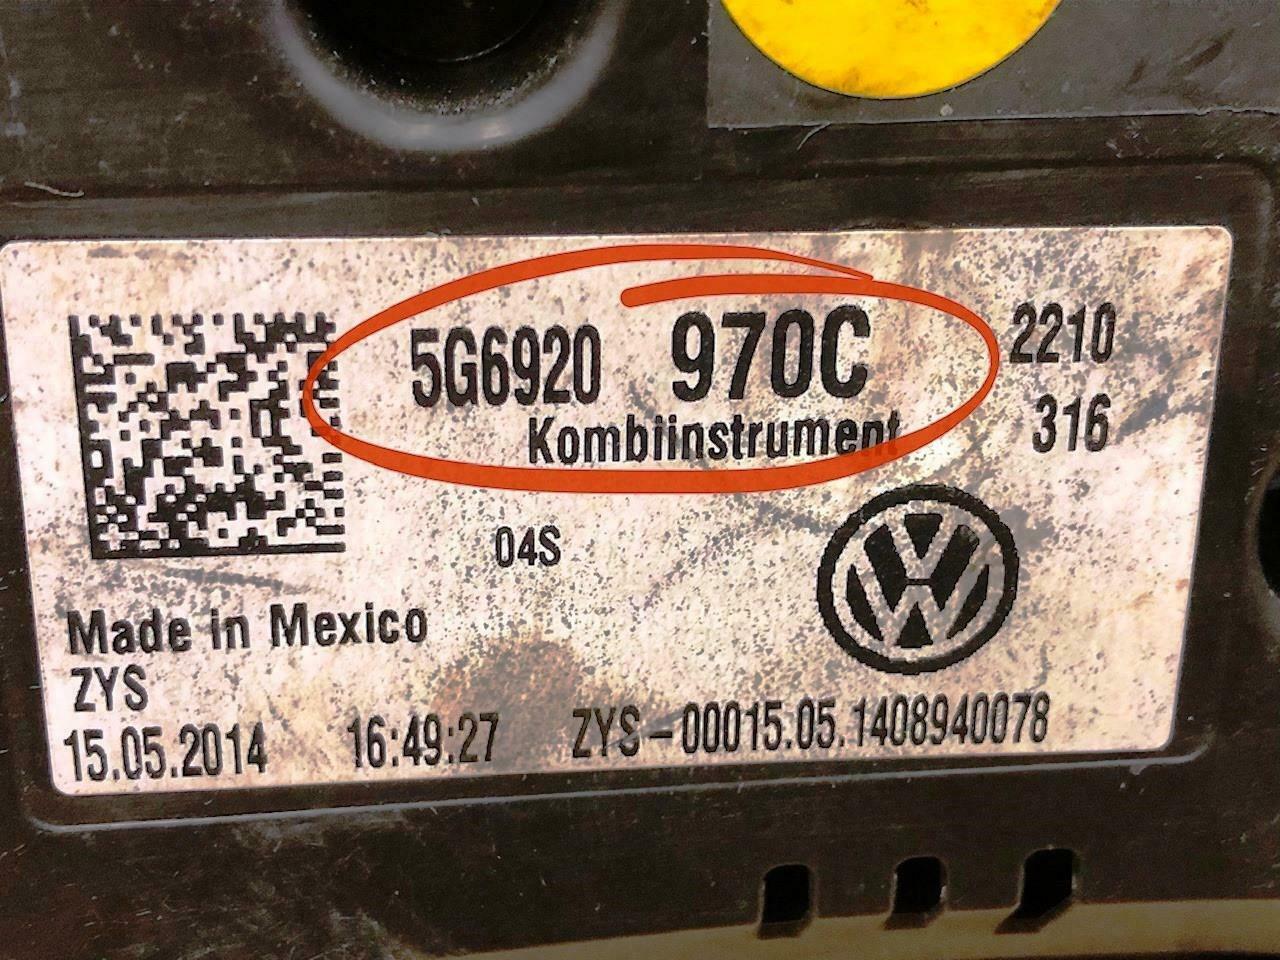 5G6920 970C 2210
Kombiinstrument 316
04S
Made in Mexico
ZYS
15.05.2014 16:49:27 ZYS-00015.05.1408940078